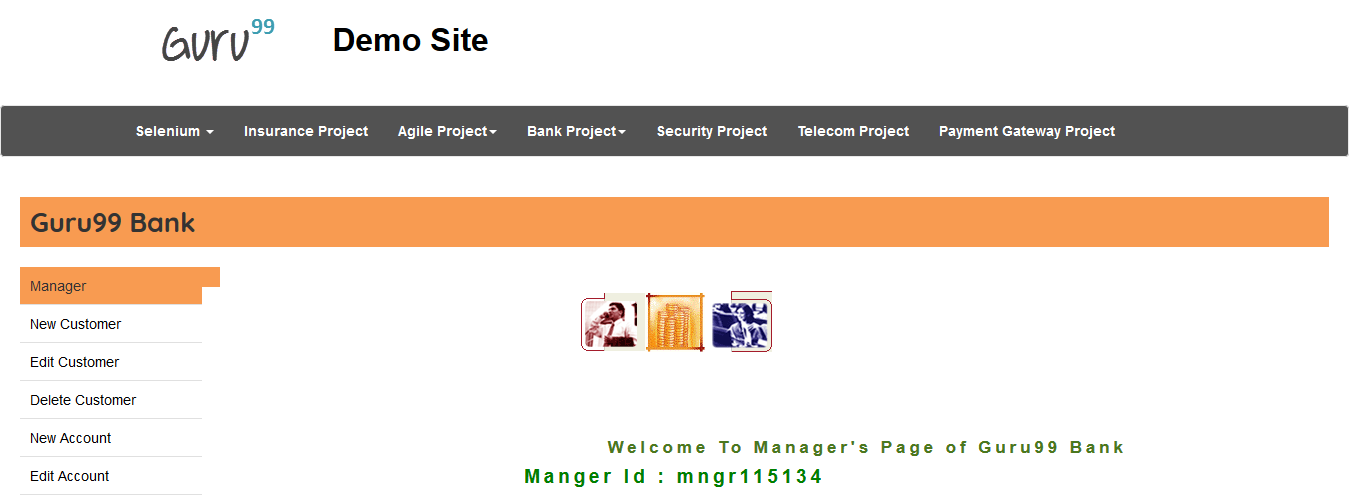 Guru99 Demo Site
Selenium Insurance Project Agile Project Bank Project Security Project Telecom Project Payment Gateway Project
Guru99 Bank
Manager
New Customer
Edit Customer
Delete Customer
New Account
Edit Account
Welcome To Manager's Page of Guru99 Bank
Manger Id : mngr115134